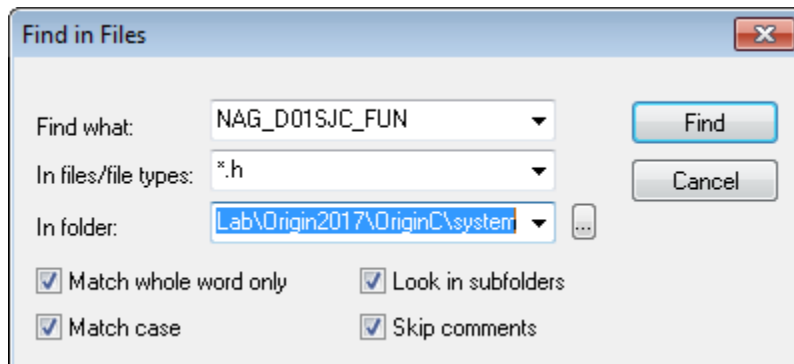 Find in Files
Find what: NAG_D01SJC_FUN Find
In files/file types: *.h Cancel
In folder: Lab\Origin2017\OriginC\system ...
Match whole word only Look in subfolders
Match case Skip comments